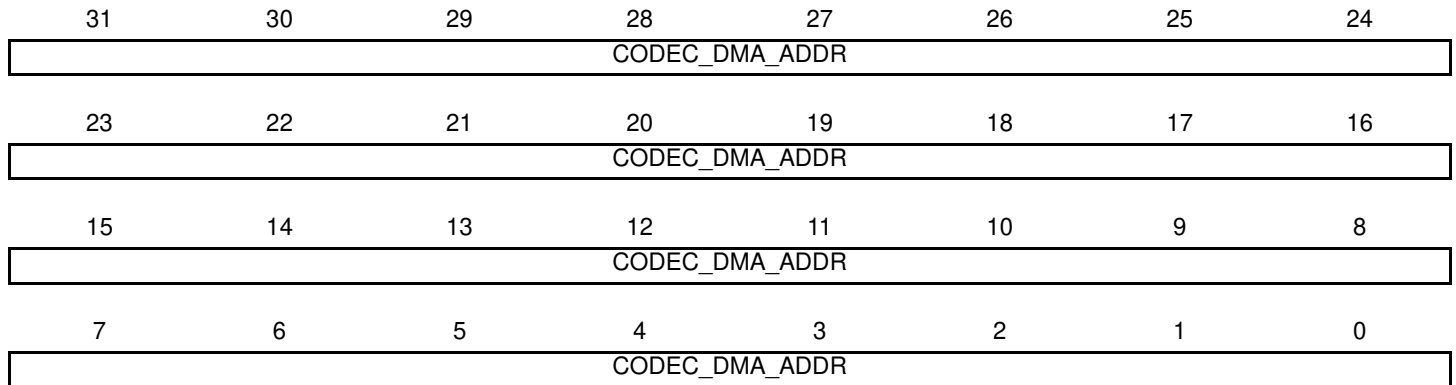 31 30 29 28 27 26 25 24
CODEC_DMA_ADDR
23 22 21 20 19 18 17 16
CODEC_DMA_ADDR
15 14 13 12 11 10 9 8
CODEC_DMA_ADDR
7 6 5 4 3 2 1 0
CODEC_DMA_ADDR